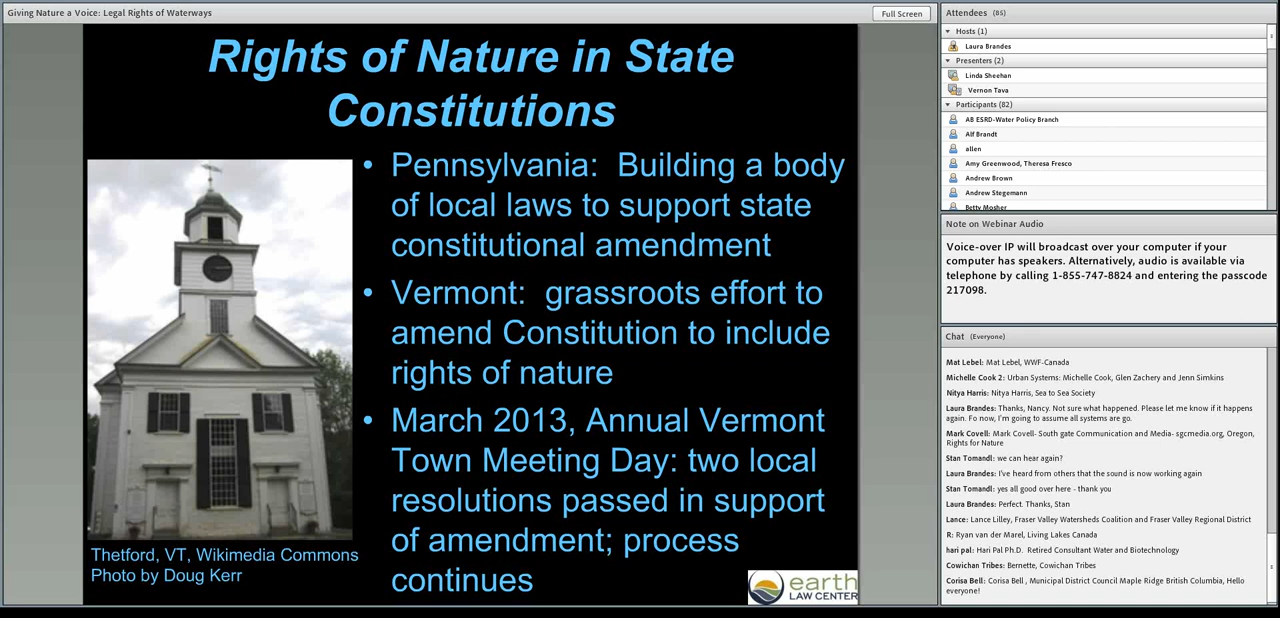 Giving Nature a Voice: Legal Rights of Waterways
Full Screen
Rights of Nature in State
Constitutions
• Pennsylvania: Building a body
of local laws to support state
constitutional amendment
• Vermont: grassroots effort to
amend Constitution to include
rights of nature
• March 2013, Annual Vermont
Town Meeting Day: two local
resolutions passed in support
of amendment; process
continues
Thetford, VT, Wikimedia Commons
Photo by Doug Kerr
earth
LAW CENTER
Attendees (85)
Hosts (1)
Laura Brandes
Presenters (2)
Linda Sheehan
Vernon Tava
Participants (82)
AB ESRD-Water Policy Branch
Alf Brandt
allen
Amy Greenwood, Theresa Fresco
Andrew Brown
Andrew Stegemann
Betty Mosher
Note on Webinar Audio
Voice-over IP will broadcast over your computer if your
computer has speakers. Alternatively, audio is available via
telephone by calling 1-855-747-8824 and entering the passcode
217098.
Chat (Everyone)
Mat Lebel: Mat Lebel, WWF-Canada
Michelle Cook 2: Urban Systems: Michelle Cook, Glen Zachery and Jenn Simkins
Nitya Harris: Nitya Harris, Sea to Sea Society
Laura Brandes: Thanks, Nancy. Not sure what happened. Please let me know if it happens
again. Fo now, I'm going to assume all systems are go.
Mark Covell: Mark Covell- South gate Communication and Media- sgcmedia.org, Oregon,
Rights for Nature
Stan Tomandl: we can hear again?
Laura Brandes: I've heard from others that the sound is now working again
Stan Tomandl: yes all good over here - thank you
Laura Brandes: Perfect. Thanks, Stan
Lance: Lance Lilley, Fraser Valley Watersheds Coalition and Fraser Valley Regional District
R: Ryan van der Marel, Living Lakes Canada
hari pal: Hari Pal Ph.D. Retired Consultant Water and Biotechnology
Cowichan Tribes: Bernette, Cowichan Tribes
Corisa Bell: Corisa Bell , Municipal District Council Maple Ridge British Columbia, Hello
everyone!